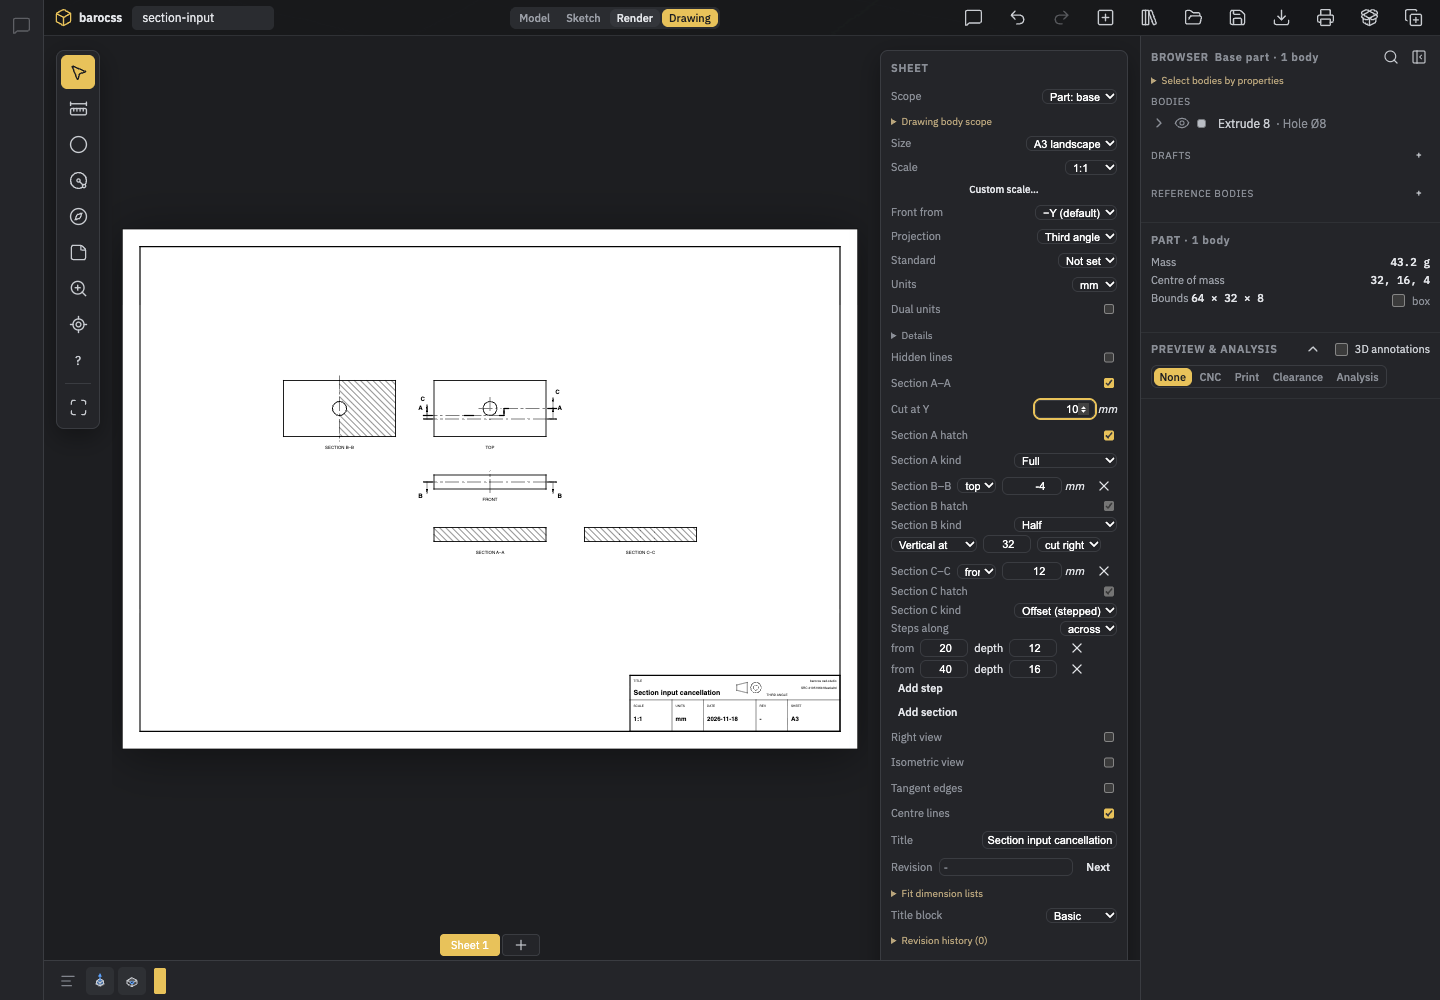 barocss
section-input
Model
Sketch
Render
Drawing
SHEET
Scope
Part: base
Drawing body scope
Size
A3 landscape
Scale
1:1
Custom scale...
Front from
−Y (default)
Projection
Third angle
Standard
Not set
Units
mm
Dual units
Details
Hidden lines
Section A–A
Cut at Y
10
mm
Section A hatch
Section A kind
Full
Section B–B
top
-4
mm
Section B hatch
Section B kind
Half
Vertical at
32
cut right
Section C–C
12
mm
Section C hatch
Section C kind
Offset (stepped)
Steps along
across
from
20
depth
12
from
40
depth
16
Add step
Add section
Right view
Isometric view
Tangent edges
Centre lines
Title
Section input cancellation
Revision
-
Next
Fit dimension lists
Title block
Basic
Revision history (0)
BROWSER Base part · 1 body
Select bodies by properties
BODIES
Extrude 8 · Hole Ø8
DRAFTS
+
REFERENCE BODIES
+
PART · 1 body
Mass
43.2 g
Centre of mass
32, 16, 4
Bounds 64 × 32 × 8
box
PREVIEW & ANALYSIS
3D annotations
None
CNC
Print
Clearance
Analysis
?
C
C
A
A
SECTION B–B
TOP
B
B
FRONT
SECTION A–A
SECTION C–C
TITLE
Section input cancellation
THIRD ANGLE
SCALE
UNITS
DATE
REV
SHEET
1:1
mm
2026-11-18
-
A3
Sheet 1
+